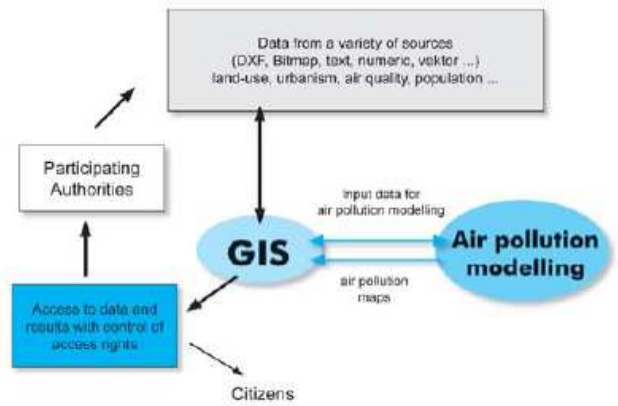 Data from a variety of sources
(DXF, Bitmap, text, numeric, vektor ...)
land-use, urbanism, air quality, population ...
Participating
Authorities
Input data for
air pollution modelling
GIS
Air pollution
modelling
air pollution
maps
Access to data and
results with control of
access rights
Citizens